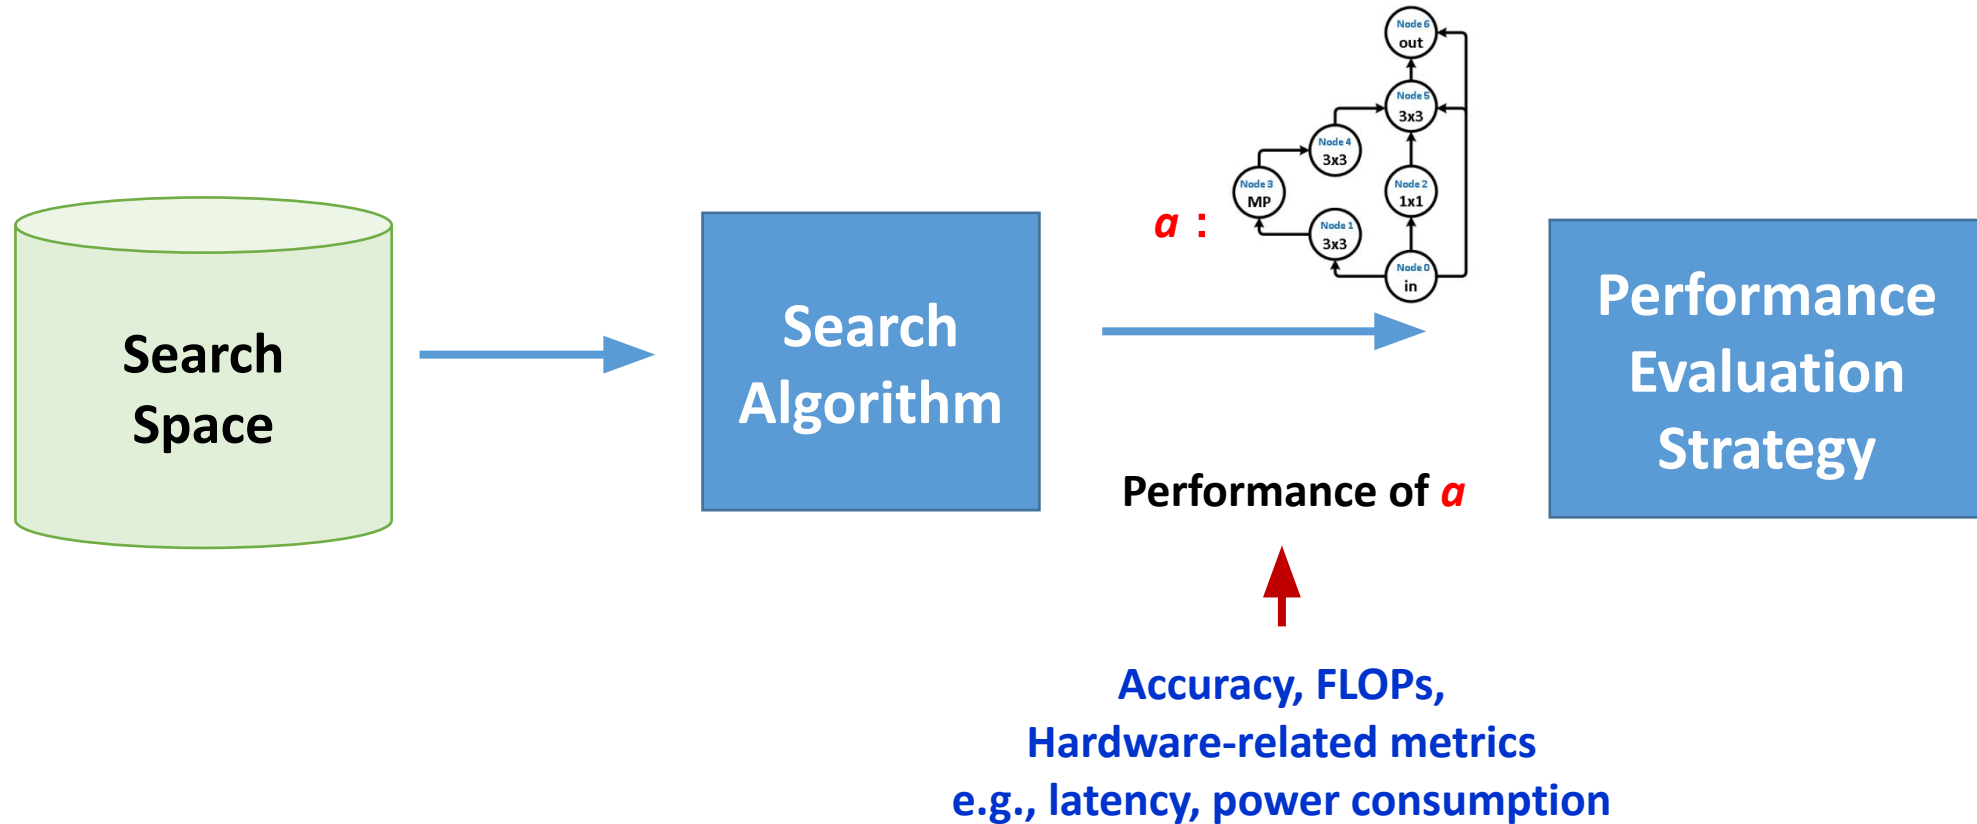 Search
Space
Search
Algorithm
a :
Node 6
out
Node 5
3x3
Node 4
3x3
Node 3
MP
Node 2
1x1
Node 1
3x3
Node 0
in
Performance
Evaluation
Strategy
Performance of a
Accuracy, FLOPs,
Hardware-related metrics
e.g., latency, power consumption